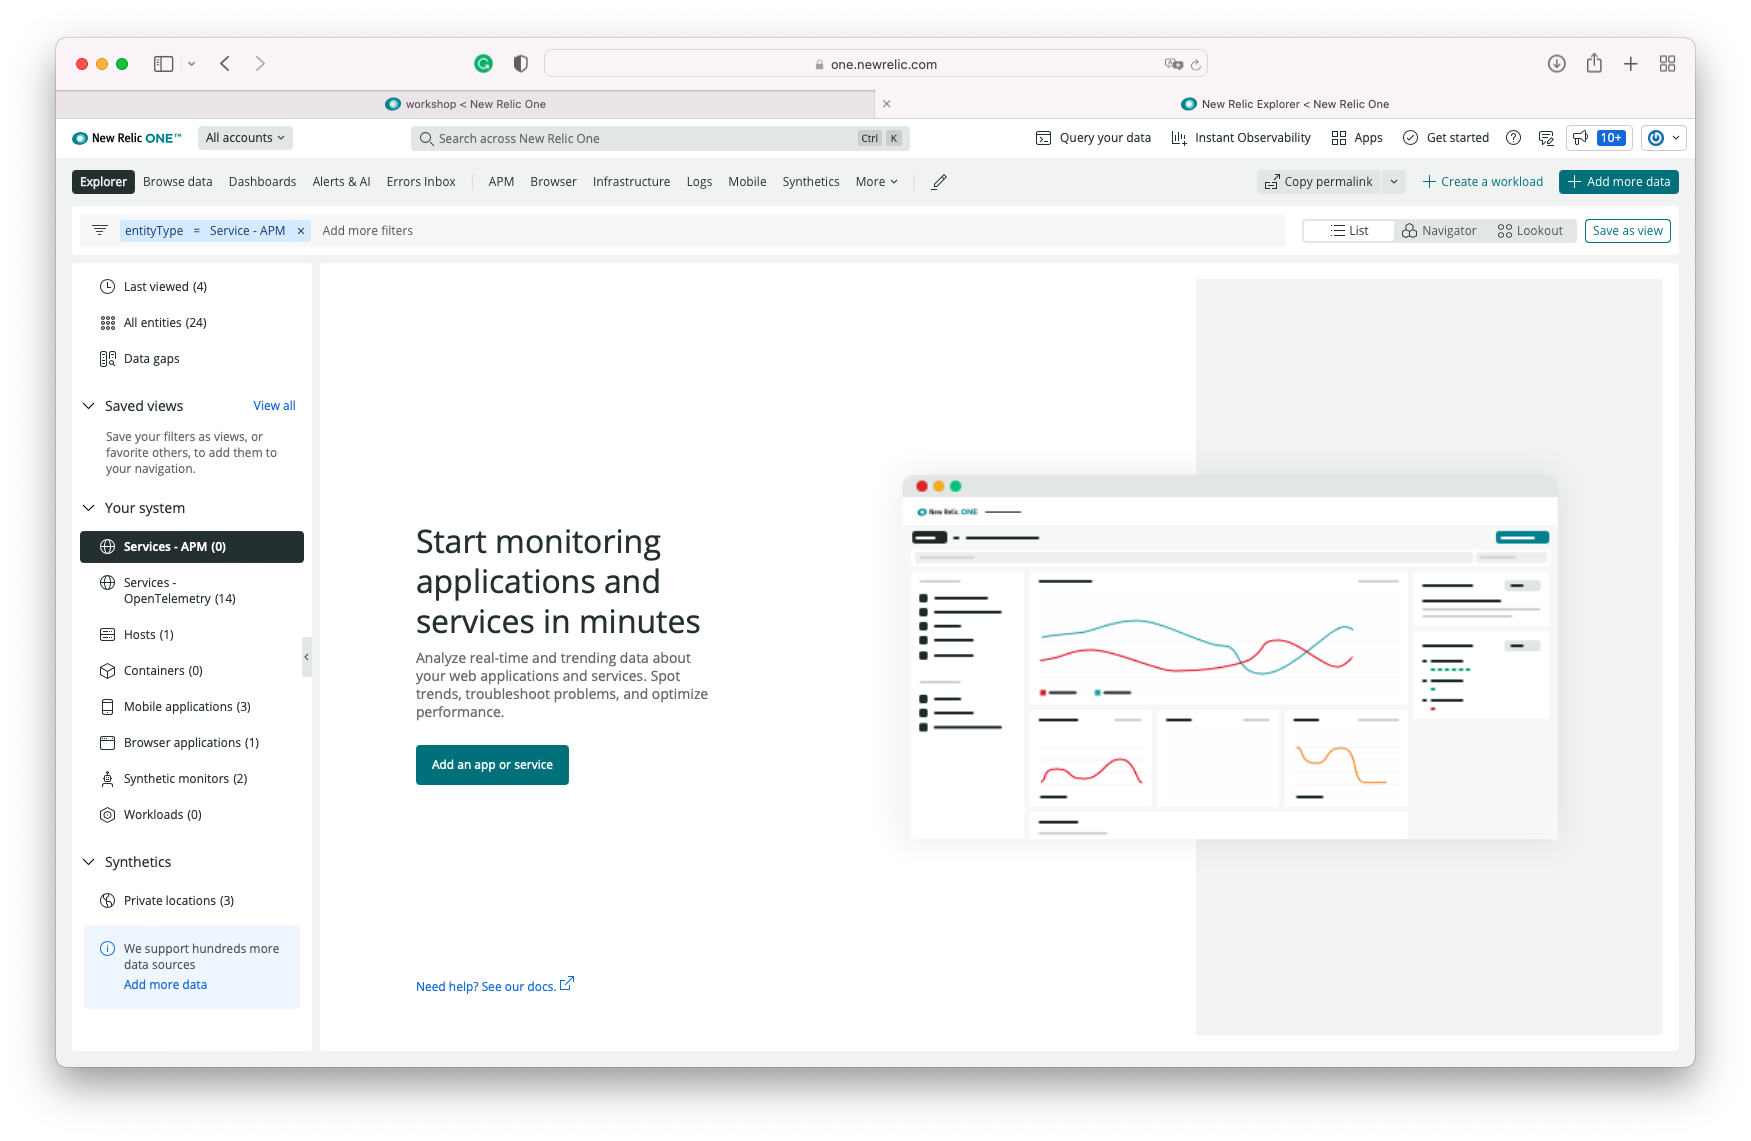 one.newrelic.com
workshop < New Relic One
New Relic Explorer < New Relic One
New Relic ONE™
All accounts
Search across New Relic One
Ctrl K
Query your data
Instant Observability
Apps
Get started
10+
Explorer
Browse data
Dashboards
Alerts & AI
Errors Inbox
APM
Browser
Infrastructure
Logs
Mobile
Synthetics
More
Copy permalink
Create a workload
Add more data
entityType = Service - APM ×
Add more filters
List
Navigator
Lookout
Save as view
Last viewed (4)
All entities (24)
Data gaps
Saved views
View all
Save your filters as views, or
favorite others, to add them to
your navigation.
Your system
Services - APM (0)
Services -
OpenTelemetry (14)
Hosts (1)
Containers (0)
Mobile applications (3)
Browser applications (1)
Synthetic monitors (2)
Workloads (0)
Synthetics
Private locations (3)
We support hundreds more
data sources
Add more data
Start monitoring
applications and
services in minutes
Analyze real-time and trending data about
your web applications and services. Spot
trends, troubleshoot problems, and optimize
performance.
Add an app or service
Need help? See our docs.
New Relic ONE